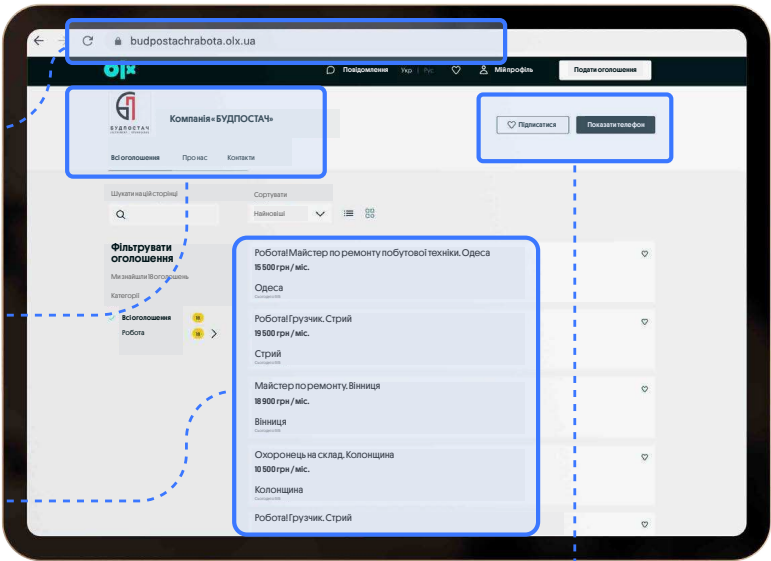 budpostachrabota.olx.ua
olx
Повідомлення Укр | Рус Мій профіль Подати оголошення
БП
БУДПОСТАЧ
Компанія «БУДПОСТАЧ»
Підписатися Показати телефон
Всі оголошення Про нас Контакти
Шукати на цій сторінці Сортувати
Найновіші
Фільтрувати
оголошення
Ми знайшли 18 оголошень
Категорії
Всі оголошення 18
Робота 18
Робота! Майстер по ремонту побутової техніки. Одеса
15 500 грн / міс.
Одеса
Робота! Грузчик. Стрий
19 500 грн / міс.
Стрий
Майстер по ремонту. Вінниця
18 900 грн / міс.
Вінниця
Охоронець на склад. Колонщина
10 500 грн / міс.
Колонщина
Робота! Грузчик. Стрий